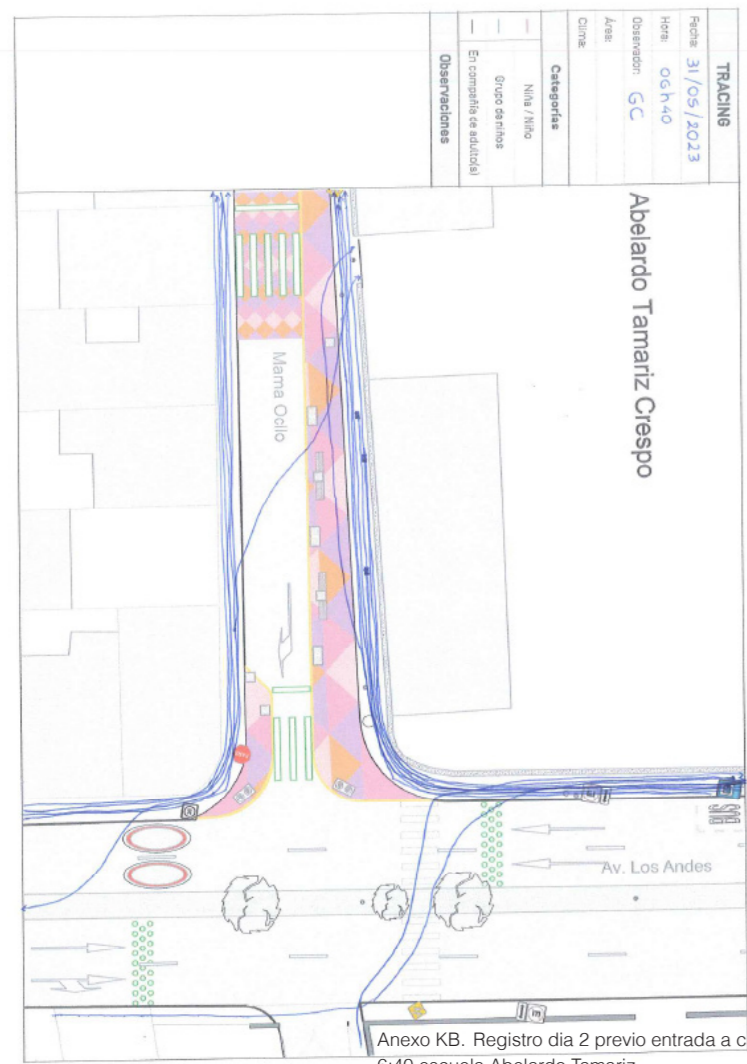 TRACING
Fecha: 31/05/2023
Hora: 06h40
Observador: GC
Área:
Clima:
Categorías
Niña / Niño
Grupo de niños
En compañía de adulto(s)
Observaciones
Abelardo Tamariz Crespo
Mama Ocllo
BUS
Av. Los Andes
E
E
Anexo KB. Registro dia 2 previo entrada a c
6:40 escuela Abelardo Tamariz